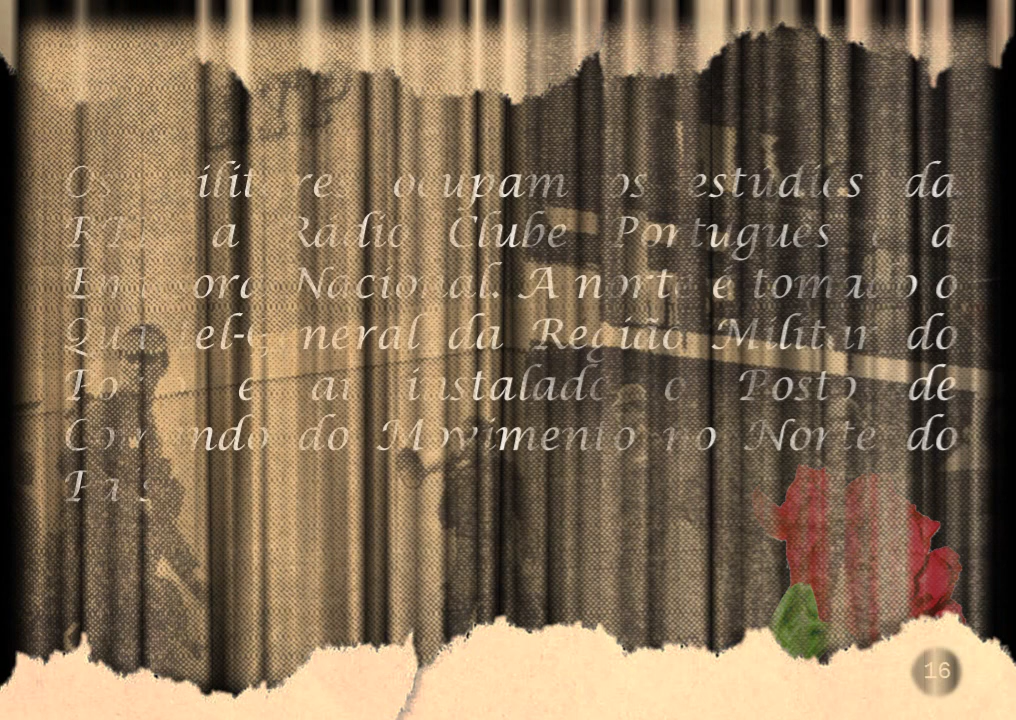 Os militares ocupam os estúdios da
RTP, a Rádio Clube Português e a
Emissora Nacional. A norte é tomado o
Quartel-General da Região Militar do
Porto e aí instalado o Posto de
Comando do Movimento no Norte do
País.
16